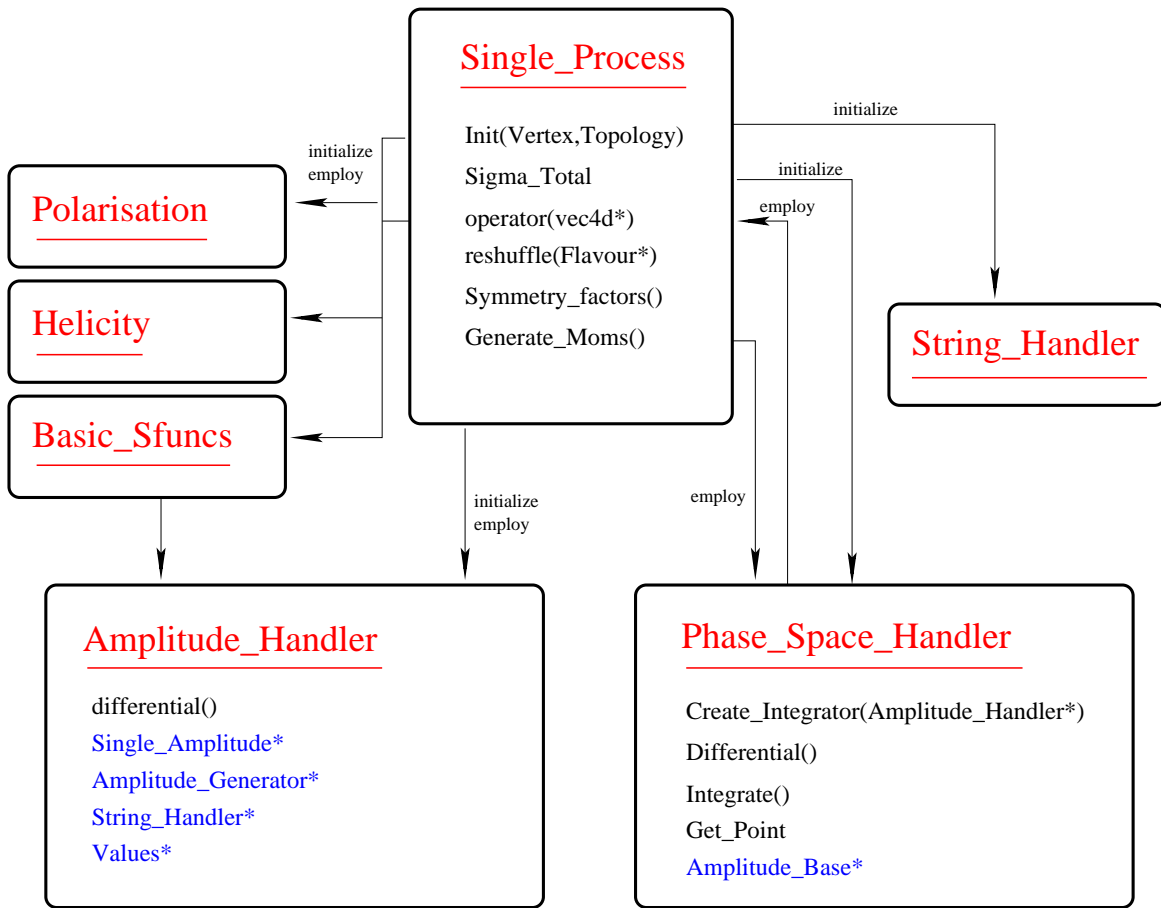 Single_Process
Init(Vertex,Topology)
Sigma_Total
operator(vec4d*)
reshuffle(Flavour*)
Symmetry_factors()
Generate_Moms()
initialize
employ
initialize
initialize
employ
Polarisation
Helicity
Basic_Sfuncs
String_Handler
initialize
employ
employ
Amplitude_Handler
differential()
Single_Amplitude*
Amplitude_Generator*
String_Handler*
Values*
Phase_Space_Handler
Create_Integrator(Amplitude_Handler*)
Differential()
Integrate()
Get_Point
Amplitude_Base*